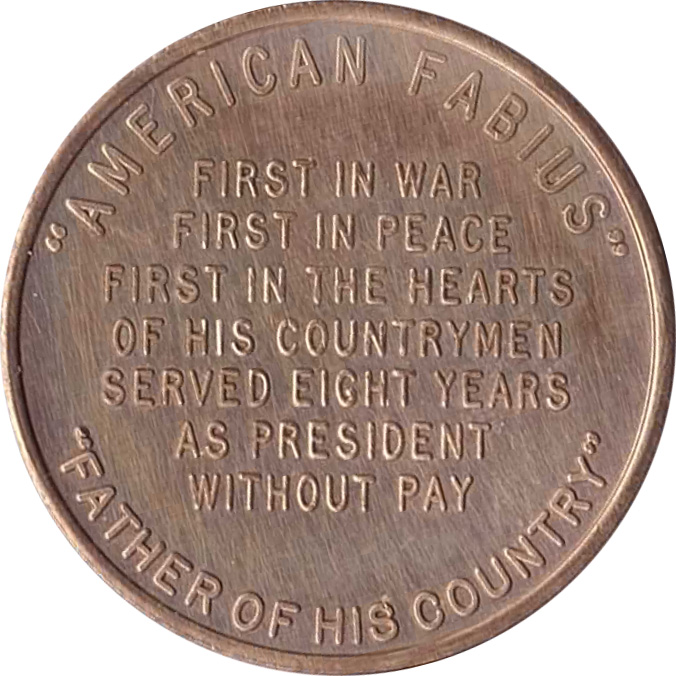 "AMERICAN FABIUS"
FIRST IN WAR
FIRST IN PEACE
FIRST IN THE HEARTS
OF HIS COUNTRYMEN
SERVED EIGHT YEARS
AS PRESIDENT
WITHOUT PAY
"FATHER OF HIS COUNTRY"